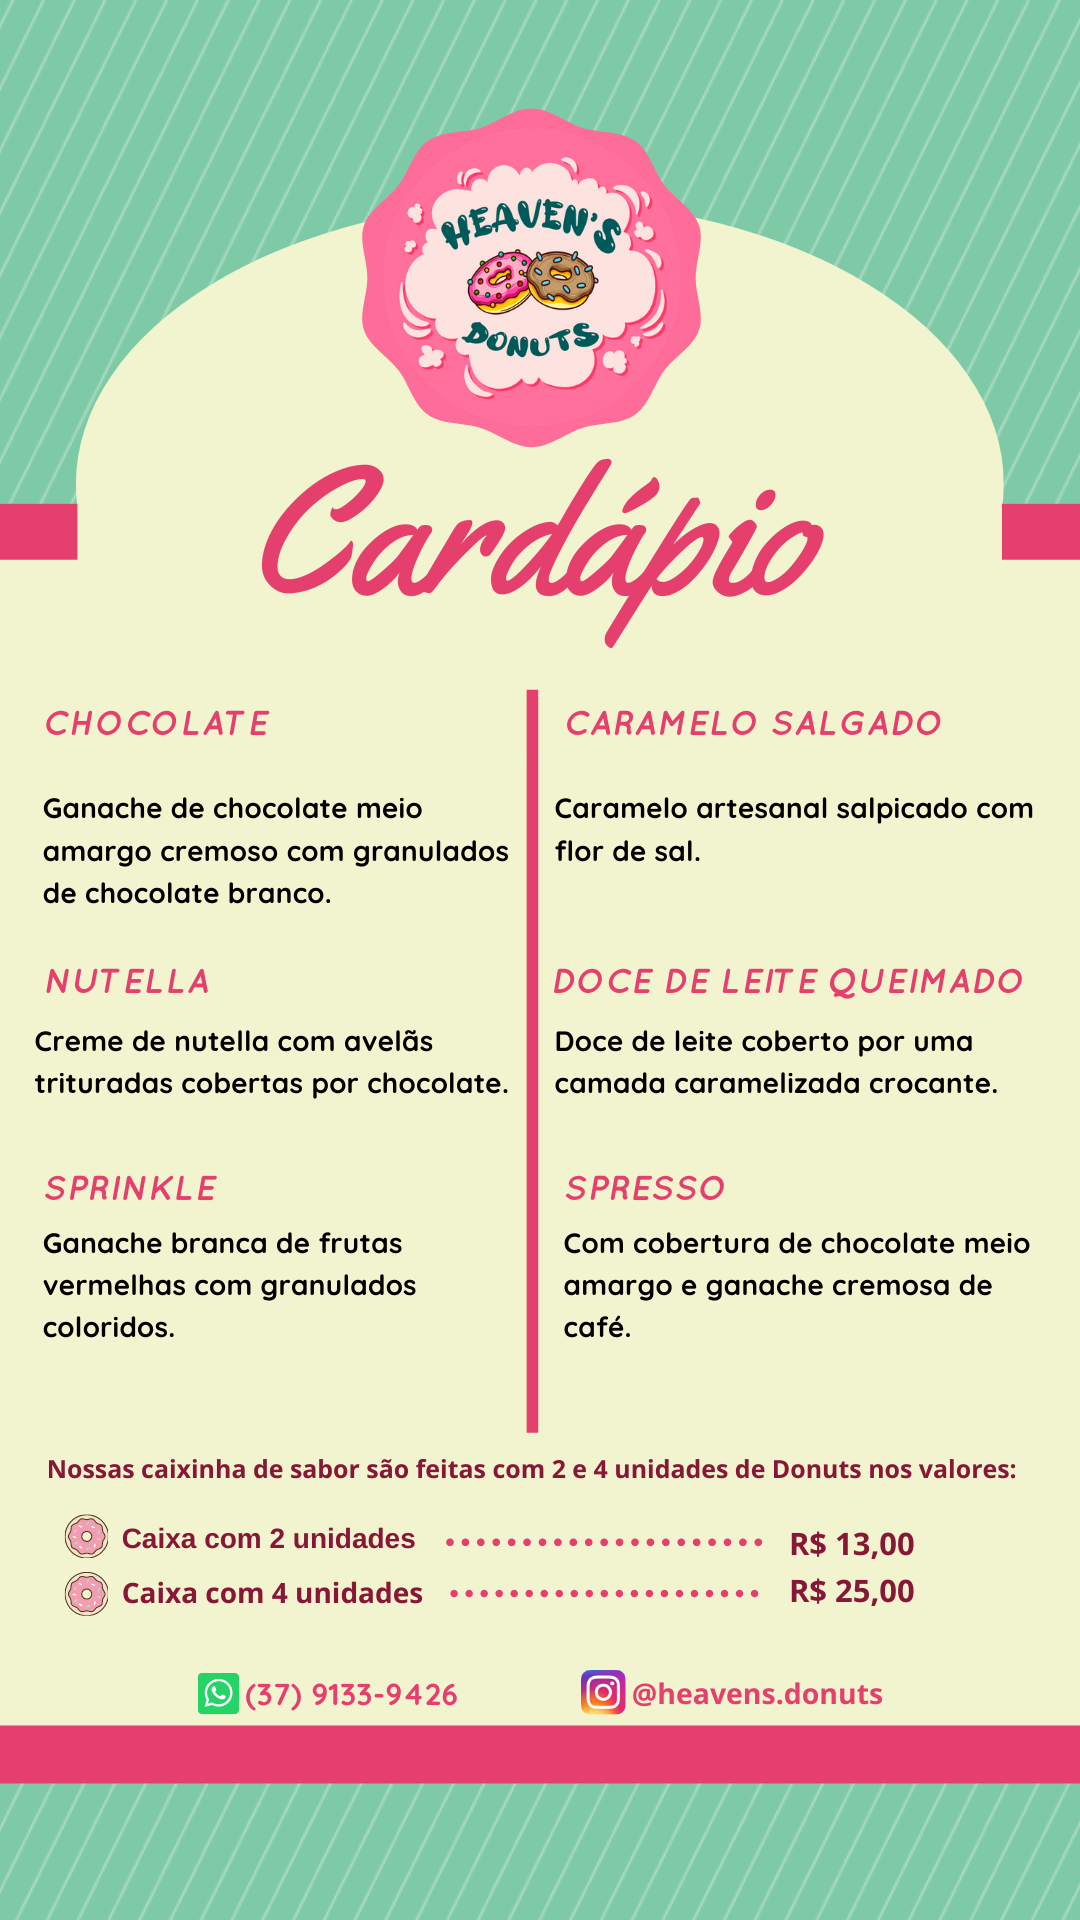 HEAVEN'S
DONUTS
Cardápio
CHOCOLATE
Ganache de chocolate meio
amargo cremoso com granulados
de chocolate branco.
NUTELLA
Creme de nutella com avelãs
trituradas cobertas por chocolate.
SPRINKLE
Ganache branca de frutas
vermelhas com granulados
coloridos.
CARAMELO SALGADO
Caramelo artesanal salpicado com
flor de sal.
DOCE DE LEITE QUEIMADO
Doce de leite coberto por uma
camada caramelizada crocante.
SPRESSO
Com cobertura de chocolate meio
amargo e ganache cremosa de
café.
Nossas caixinha de sabor são feitas com 2 e 4 unidades de Donuts nos valores:
Caixa com 2 unidades ..................... R$ 13,00
Caixa com 4 unidades ..................... R$ 25,00
(37) 9133-9426 @heavens.donuts